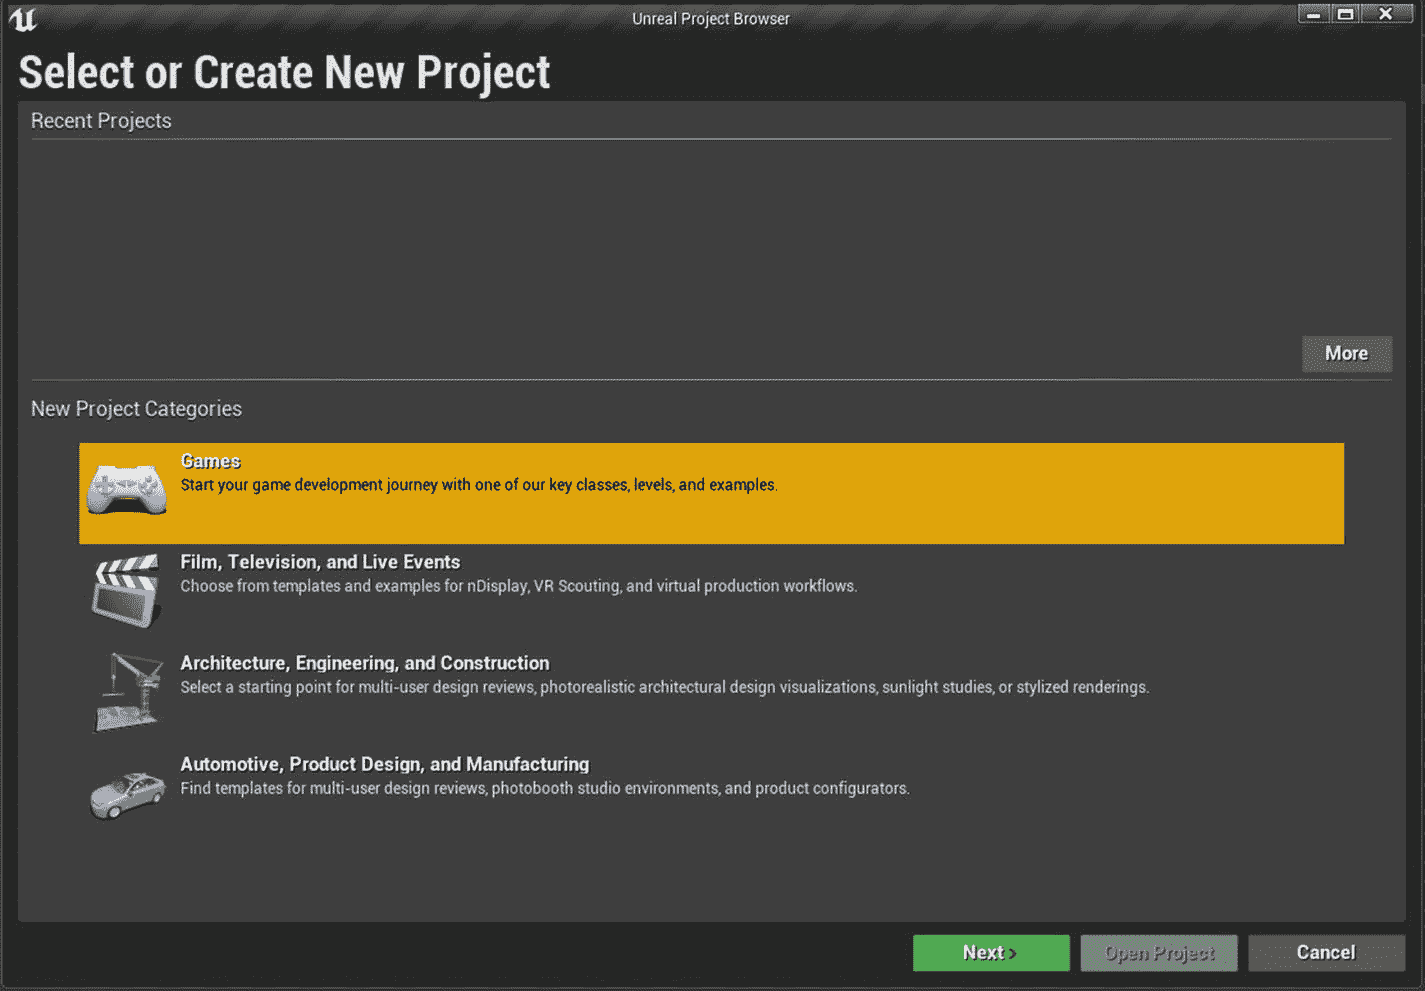 Unreal Project Browser
Select or Create New Project
Recent Projects
More
New Project Categories
Games
Start your game development journey with one of our key classes, levels, and examples.
Film, Television, and Live Events
Choose from templates and examples for nDisplay, VR Scouting, and virtual production workflows.
Architecture, Engineering, and Construction
Select a starting point for multi-user design reviews, photorealistic architectural design visualizations, sunlight studies, or stylized renderings.
Automotive, Product Design, and Manufacturing
Find templates for multi-user design reviews, photobooth studio environments, and product configurators.
Next >
Open Project
Cancel